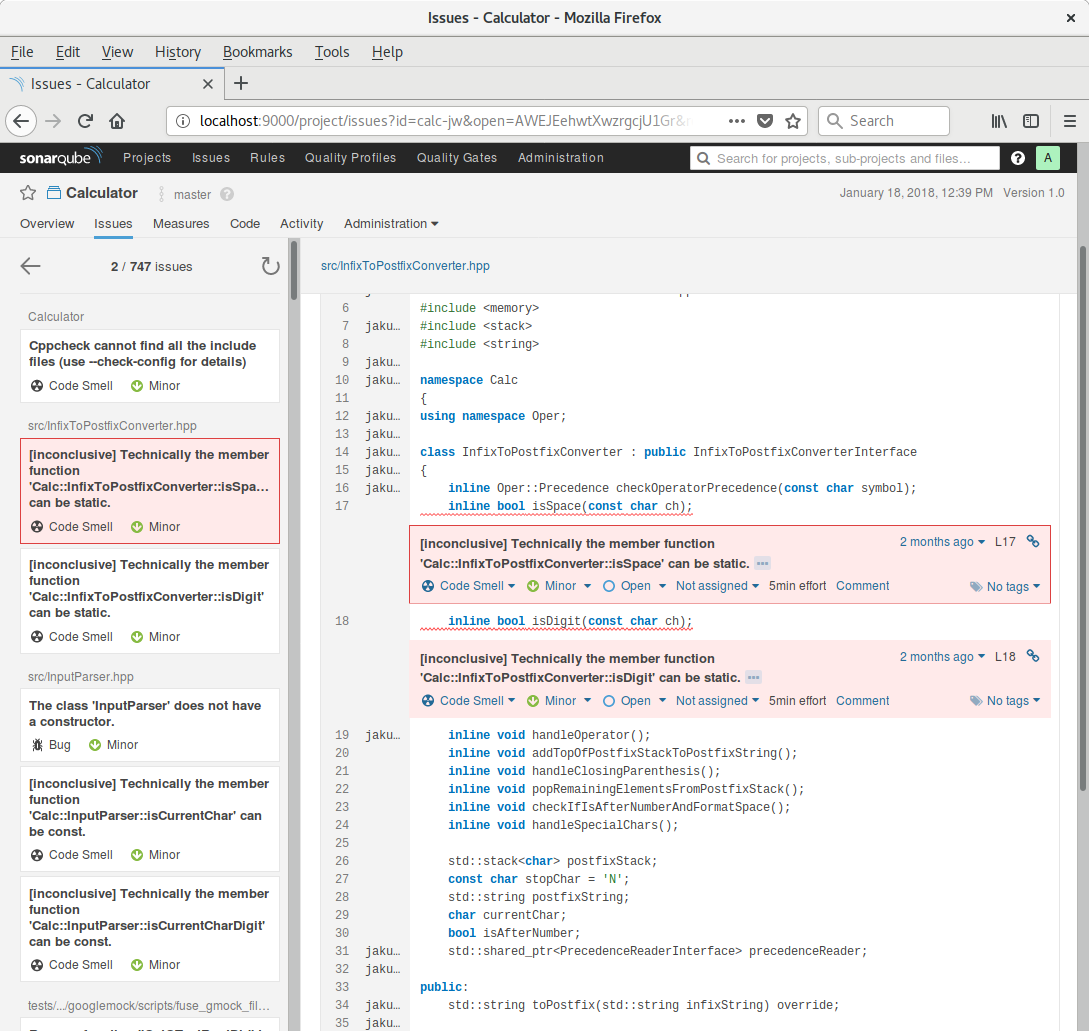 Issues - Calculator - Mozilla Firefox
File Edit View History Bookmarks Tools Help
Issues - Calculator
localhost:9000/project/issues?id=calc-jw&open=AWEJEehwtXwzrgcjU1Gr& Search
sonarqube Projects Issues Rules Quality Profiles Quality Gates Administration Search for projects, sub-projects and files... ? A
Calculator master ? January 18, 2018, 12:39 PM Version 1.0
Overview Issues Measures Code Activity Administration
2 / 747 issues
Calculator
Cppcheck cannot find all the include
files (use --check-config for details)
Code Smell Minor
src/InfixToPostfixConverter.hpp
[inconclusive] Technically the member
function
'Calc::InfixToPostfixConverter::isSpa...
can be static.
Code Smell Minor
[inconclusive] Technically the member
function
'Calc::InfixToPostfixConverter::isDigit'
can be static.
Code Smell Minor
src/InputParser.hpp
The class 'InputParser' does not have
a constructor.
Bug Minor
[inconclusive] Technically the member
function
'Calc::InputParser::isCurrentChar' can
be const.
Code Smell Minor
[inconclusive] Technically the member
function
'Calc::InputParser::isCurrentCharDigit'
can be const.
Code Smell Minor
tests/.../googlemock/scripts/fuse_gmock_fil...
src/InfixToPostfixConverter.hpp
6 #include <memory>
7 jaku... #include <stack>
8 #include <string>
9 jaku...
10 jaku... namespace Calc
11 {
12 jaku... using namespace Oper;
13 jaku...
14 jaku... class InfixToPostfixConverter : public InfixToPostfixConverterInterface
15 jaku... {
16 jaku... inline Oper::Precedence checkOperatorPrecedence(const char symbol);
17 inline bool isSpace(const char ch);
[inconclusive] Technically the member function 2 months ago L17
'Calc::InfixToPostfixConverter::isSpace' can be static. ...
Code Smell Minor Open Not assigned 5min effort Comment No tags
18 inline bool isDigit(const char ch);
[inconclusive] Technically the member function 2 months ago L18
'Calc::InfixToPostfixConverter::isDigit' can be static. ...
Code Smell Minor Open Not assigned 5min effort Comment No tags
19 jaku... inline void handleOperator();
20 inline void addTopOfPostfixStackToPostfixString();
21 inline void handleClosingParenthesis();
22 inline void popRemainingElementsFromPostfixStack();
23 inline void checkIfIsAfterNumberAndFormatSpace();
24 inline void handleSpecialChars();
25
26 std::stack<char> postfixStack;
27 const char stopChar = 'N';
28 std::string postfixString;
29 char currentChar;
30 bool isAfterNumber;
31 jaku... std::shared_ptr<PrecedenceReaderInterface> precedenceReader;
32 jaku...
33 public:
34 jaku... std::string toPostfix(std::string infixString) override;
35 jaku...